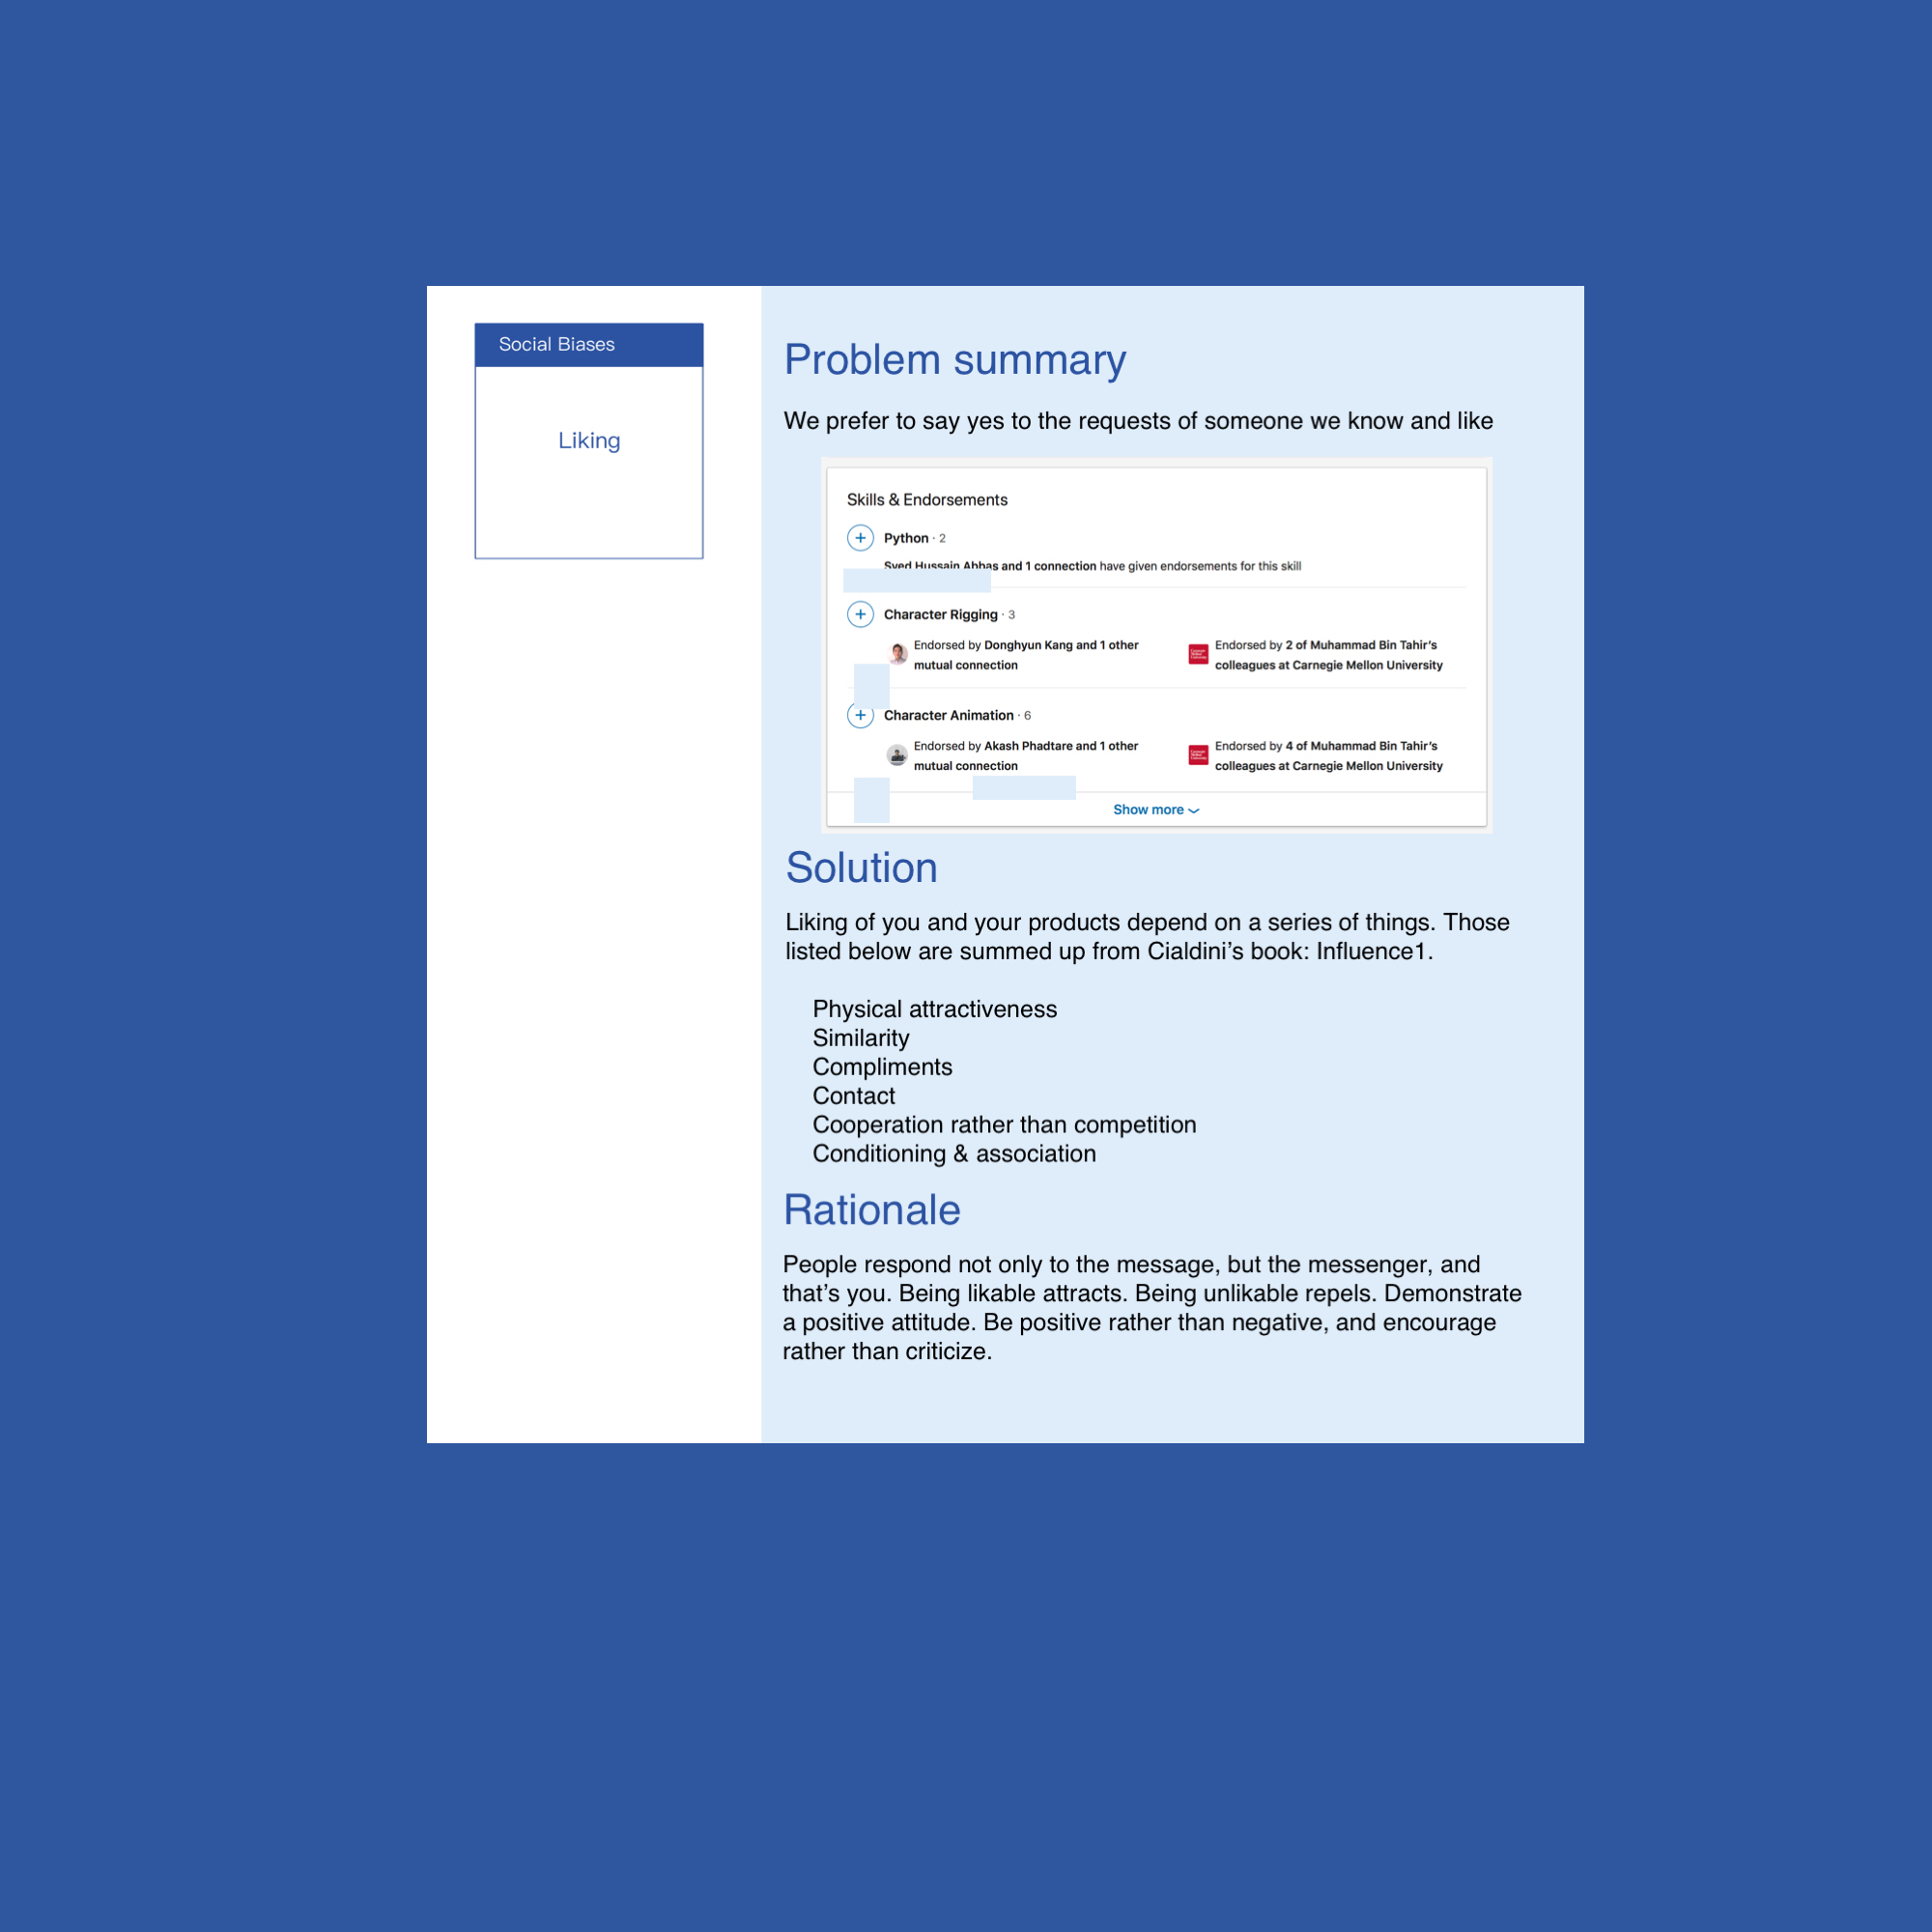 Social Biases
Liking
Problem summary
We prefer to say yes to the requests of someone we know and like
Skills & Endorsements
Python · 2
Syed Hussain Abbas and 1 connection have given endorsements for this skill
Character Rigging · 3
Endorsed by Donghyun Kang and 1 other
mutual connection
Endorsed by 2 of Muhammad Bin Tahir's
colleagues at Carnegie Mellon University
Character Animation · 6
Endorsed by Akash Phadtare and 1 other
mutual connection
Endorsed by 4 of Muhammad Bin Tahir's
colleagues at Carnegie Mellon University
Show more
Solution
Liking of you and your products depend on a series of things. Those
listed below are summed up from Cialdini’s book: Influence1.
Physical attractiveness
Similarity
Compliments
Contact
Cooperation rather than competition
Conditioning & association
Rationale
People respond not only to the message, but the messenger, and
that’s you. Being likable attracts. Being unlikable repels. Demonstrate
a positive attitude. Be positive rather than negative, and encourage
rather than criticize.